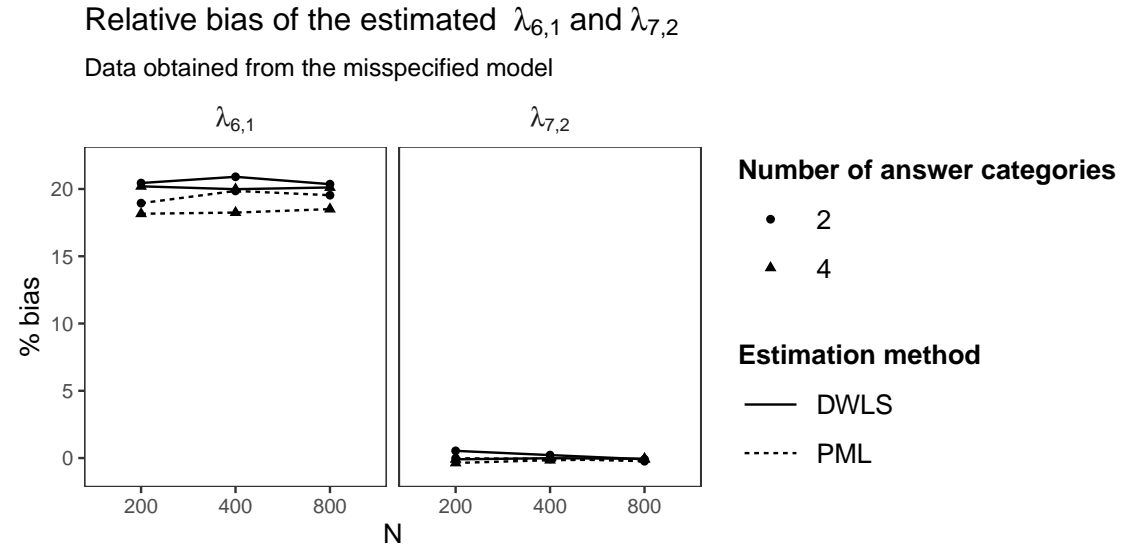 Relative bias of the estimated λ6,1 and λ7,2
Data obtained from the misspecified model
λ6,1
λ7,2
% bias
20
15
10
5
0
200 400 800
200 400 800
N
Number of answer categories
2
4
Estimation method
DWLS
PML